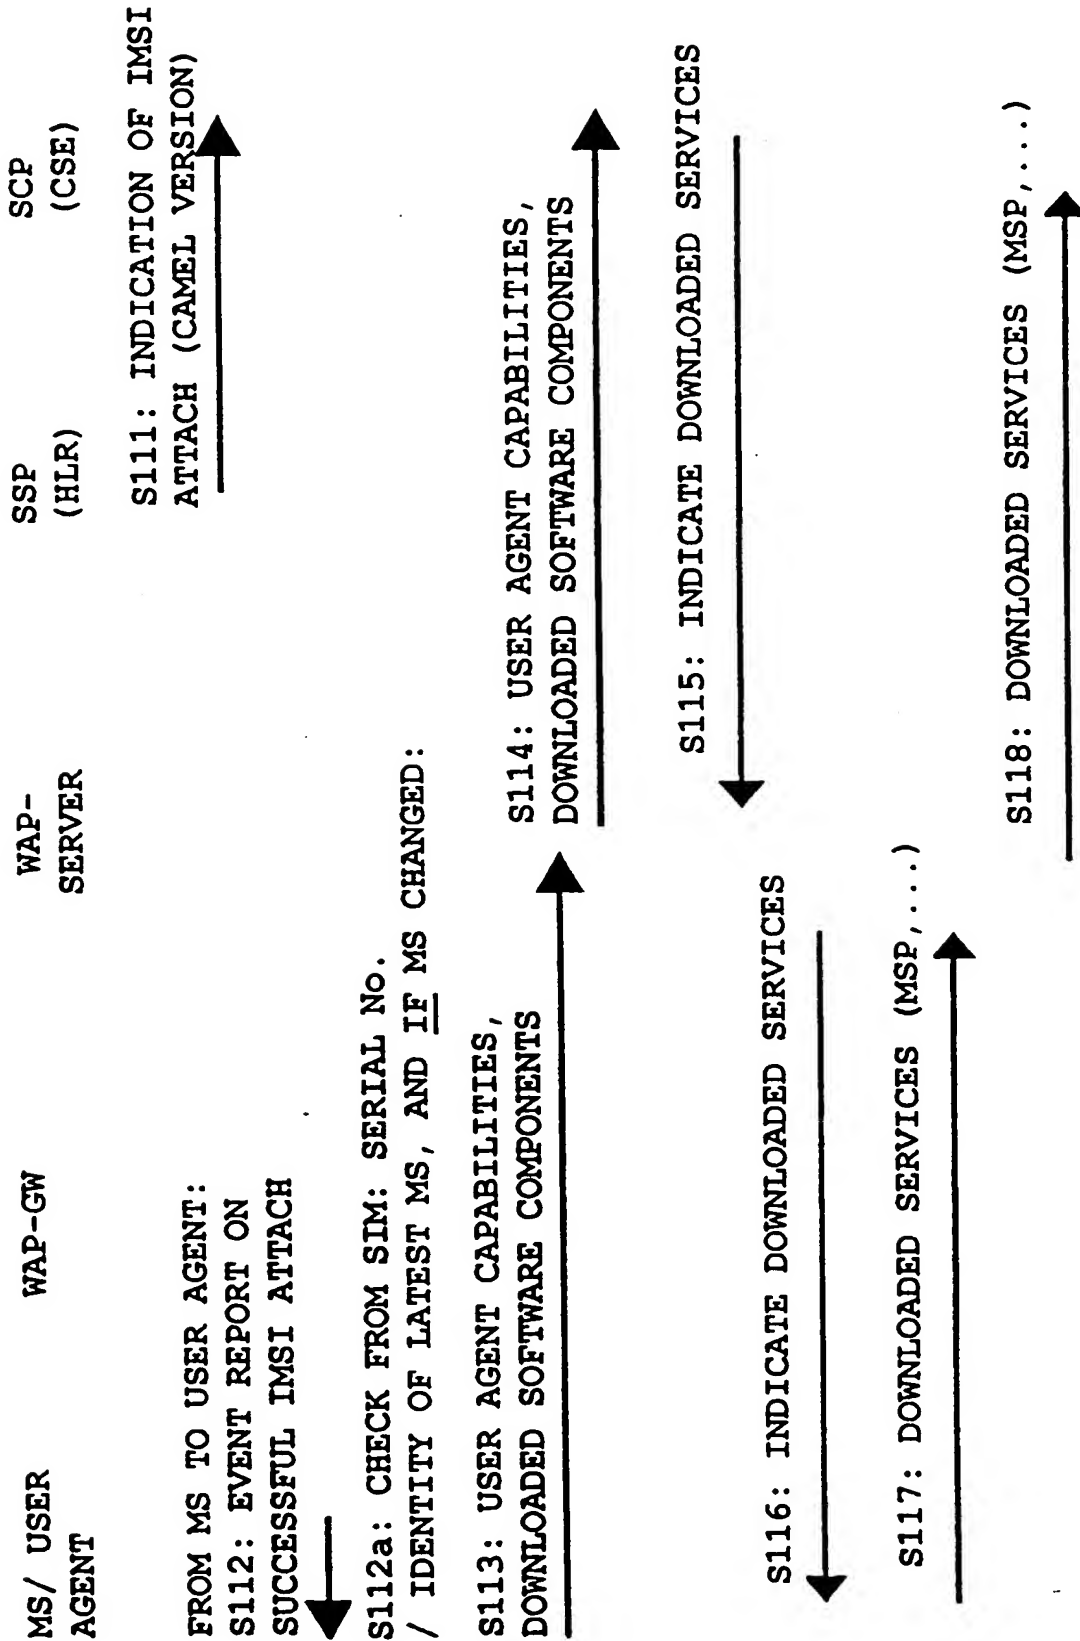 MS/ USER
AGENT
WAP-GW
WAP-
SERVER
SSP
(HLR)
SCP
(CSE)
S111: INDICATION OF IMSI
ATTACH (CAMEL VERSION)
FROM MS TO USER AGENT:
S112: EVENT REPORT ON
SUCCESSFUL IMSI ATTACH
S112a: CHECK FROM SIM: SERIAL No.
/ IDENTITY OF LATEST MS, AND IF MS CHANGED:
S113: USER AGENT CAPABILITIES,
DOWNLOADED SOFTWARE COMPONENTS
S114: USER AGENT CAPABILITIES,
DOWNLOADED SOFTWARE COMPONENTS
S115: INDICATE DOWNLOADED SERVICES
S116: INDICATE DOWNLOADED SERVICES
S117: DOWNLOADED SERVICES (MSP,...)
S118: DOWNLOADED SERVICES (MSP,...)